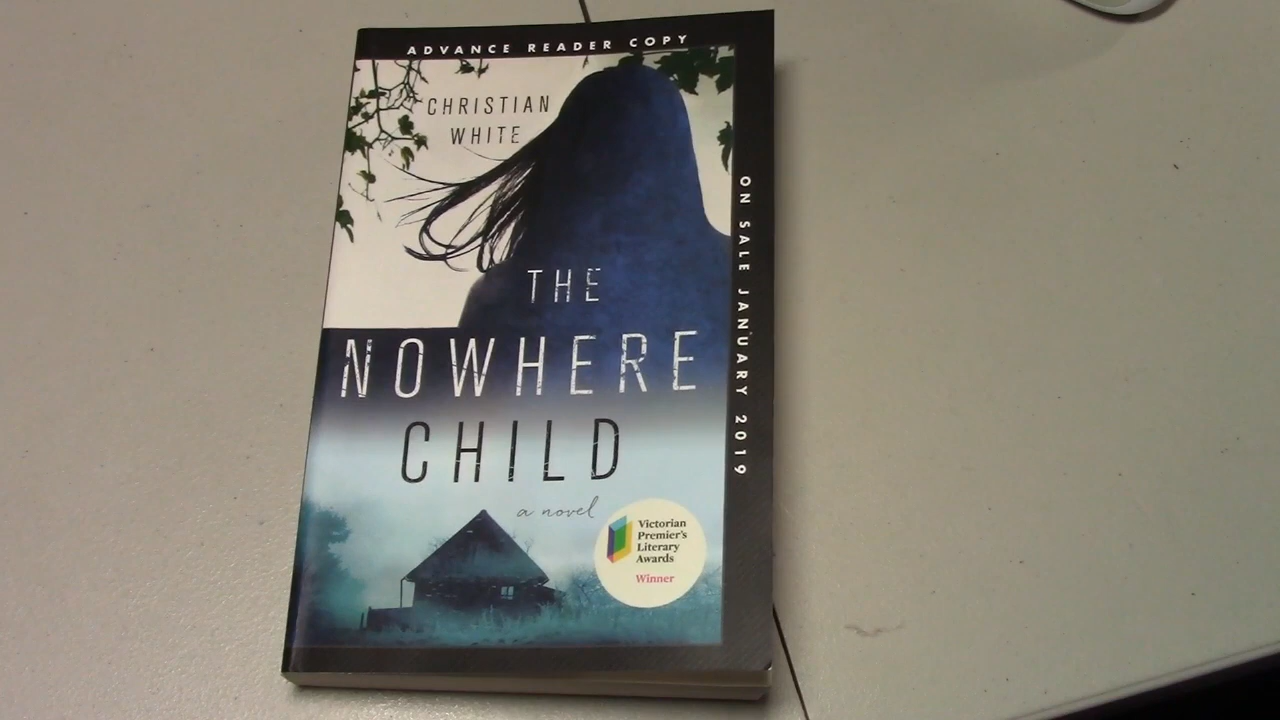 ADVANCE READER COPY
CHRISTIAN
WHITE
THE
NOWHERE
CHILD
a novel
Victorian
Premier's
Literary
Awards
Winner
ON SALE JANUARY 2019